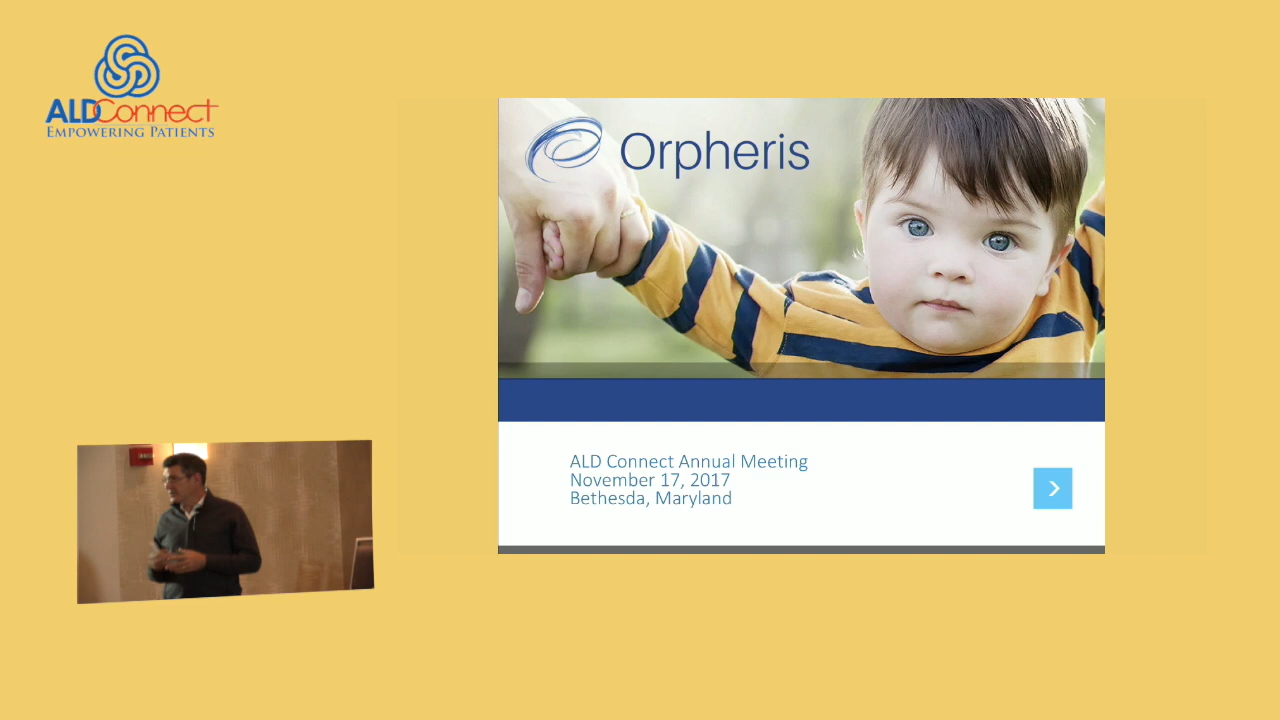 ALDConnect
EMPOWERING PATIENTS
Orpheris
ALD Connect Annual Meeting
November 17, 2017
Bethesda, Maryland